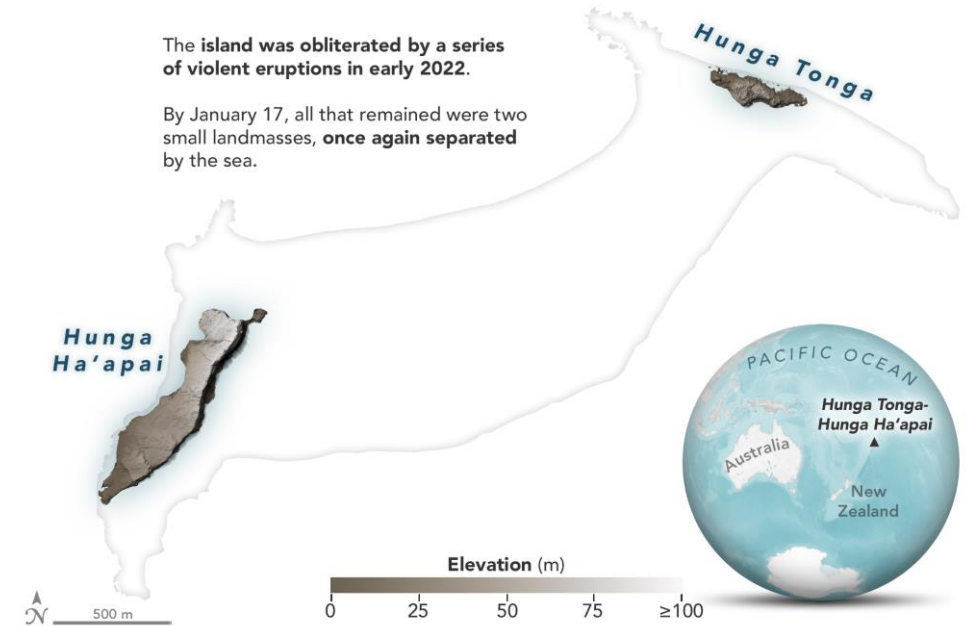 The island was obliterated by a series
of violent eruptions in early 2022.
By January 17, all that remained were two
small landmasses, once again separated
by the sea.
Hunga Tonga
Hunga
Ha‘apai
PACIFIC OCEAN
Hunga Tonga-
Hunga Ha‘apai
Australia
New
Zealand
Elevation (m)
0 25 50 75 ≥100
N
500 m